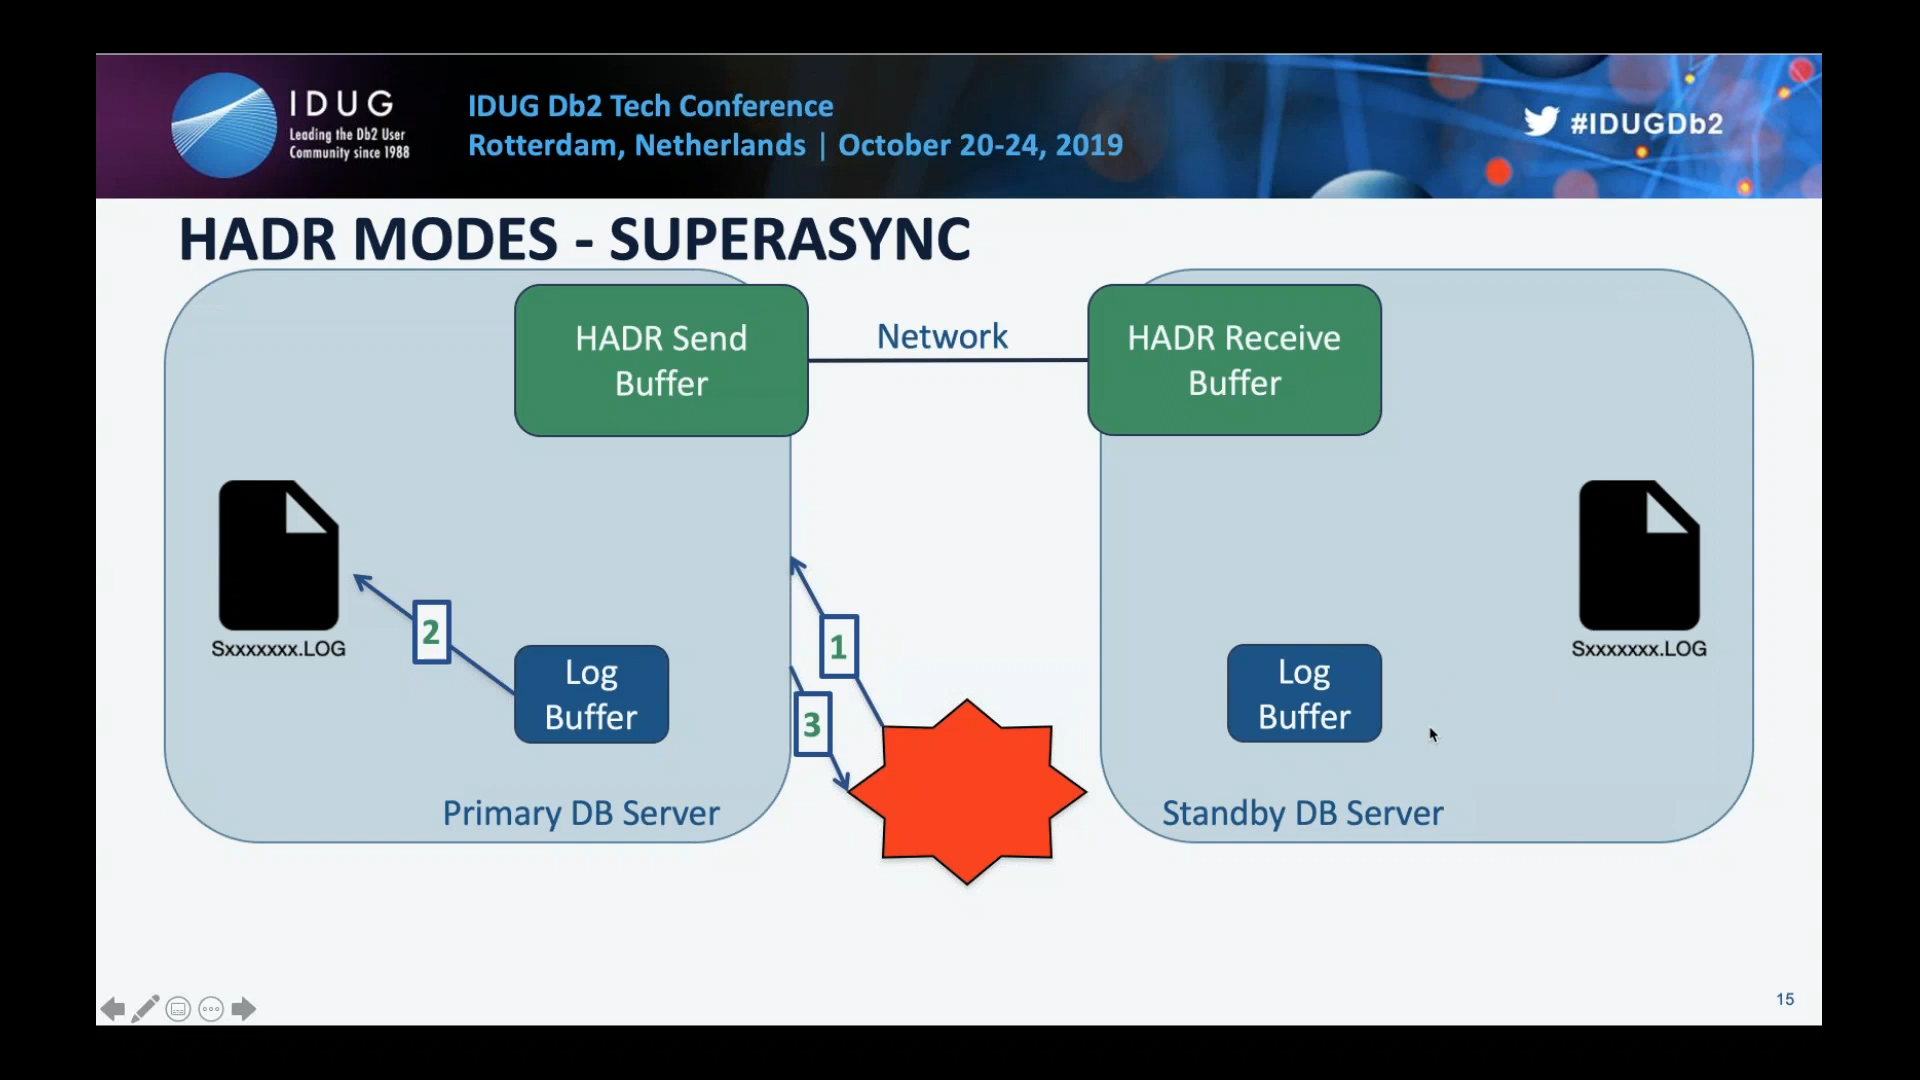 IDUG
Leading the Db2 User
Community since 1988
IDUG Db2 Tech Conference
Rotterdam, Netherlands | October 20-24, 2019
#IDUGDb2
HADR MODES - SUPERASYNC
HADR Send
Buffer
Network
HADR Receive
Buffer
Sxxxxxxx.LOG
2
Log
Buffer
1
3
Primary DB Server
Log
Buffer
Sxxxxxxx.LOG
Standby DB Server
15